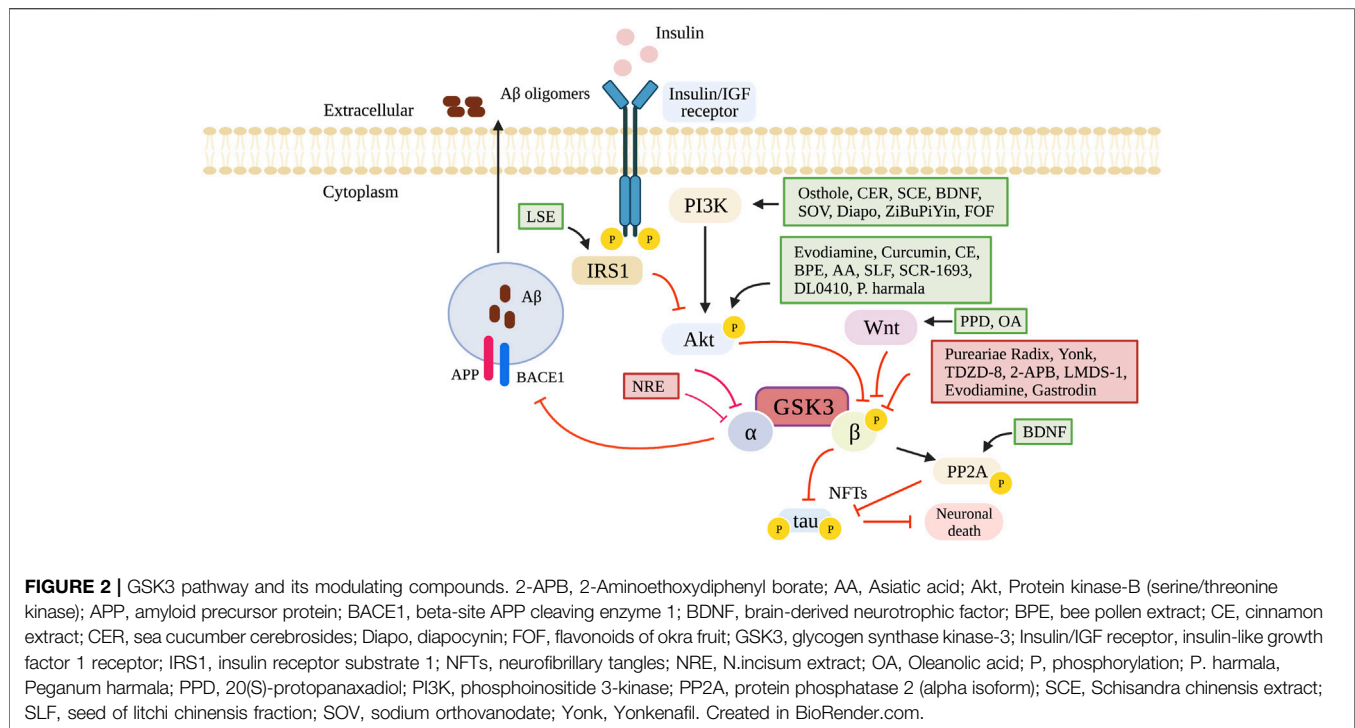 Insulin
Aβ oligomers
Insulin/IGF
receptor
Extracellular
Cytoplasm
PI3K
Osthole, CER, SCE, BDNF,
SOV, Diapo, ZiBuPiYin, FOF
LSE
P
P
IRS1
Evodiamine, Curcumin, CE,
BPE, AA, SLF, SCR-1693,
DL0410, P. harmala
Aβ
Akt
P
Wnt
PPD, OA
APP
BACE1
Pureariae Radix, Yonk,
TDZD-8, 2-APB, LMDS-1,
Evodiamine, Gastrodin
NRE
GSK3
α
β
P
BDNF
PP2A
P
NFTs
P
tau
P
Neuronal
death
FIGURE 2 | GSK3 pathway and its modulating compounds. 2-APB, 2-Aminoethoxydiphenyl borate; AA, Asiatic acid; Akt, Protein kinase-B (serine/threonine
kinase); APP, amyloid precursor protein; BACE1, beta-site APP cleaving enzyme 1; BDNF, brain-derived neurotrophic factor; BPE, bee pollen extract; CE, cinnamon
extract; CER, sea cucumber cerebrosides; Diapo, diapocynin; FOF, flavonoids of okra fruit; GSK3, glycogen synthase kinase-3; Insulin/IGF receptor, insulin-like growth
factor 1 receptor; IRS1, insulin receptor substrate 1; NFTs, neurofibrillary tangles; NRE, N.incisum extract; OA, Oleanolic acid; P, phosphorylation; P. harmala,
Peganum harmala; PPD, 20(S)-protopanaxadiol; PI3K, phosphoinositide 3-kinase; PP2A, protein phosphatase 2 (alpha isoform); SCE, Schisandra chinensis extract;
SLF, seed of litchi chinensis fraction; SOV, sodium orthovanodate; Yonk, Yonkenafil. Created in BioRender.com.